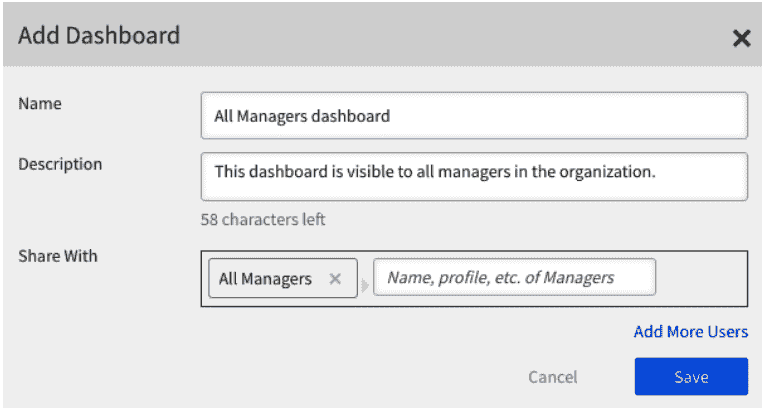 Add Dashboard
Name
All Managers dashboard
Description
This dashboard is visible to all managers in the organization.
58 characters left
Share With
All Managers
Name, profile, etc. of Managers
Add More Users
Cancel
Save